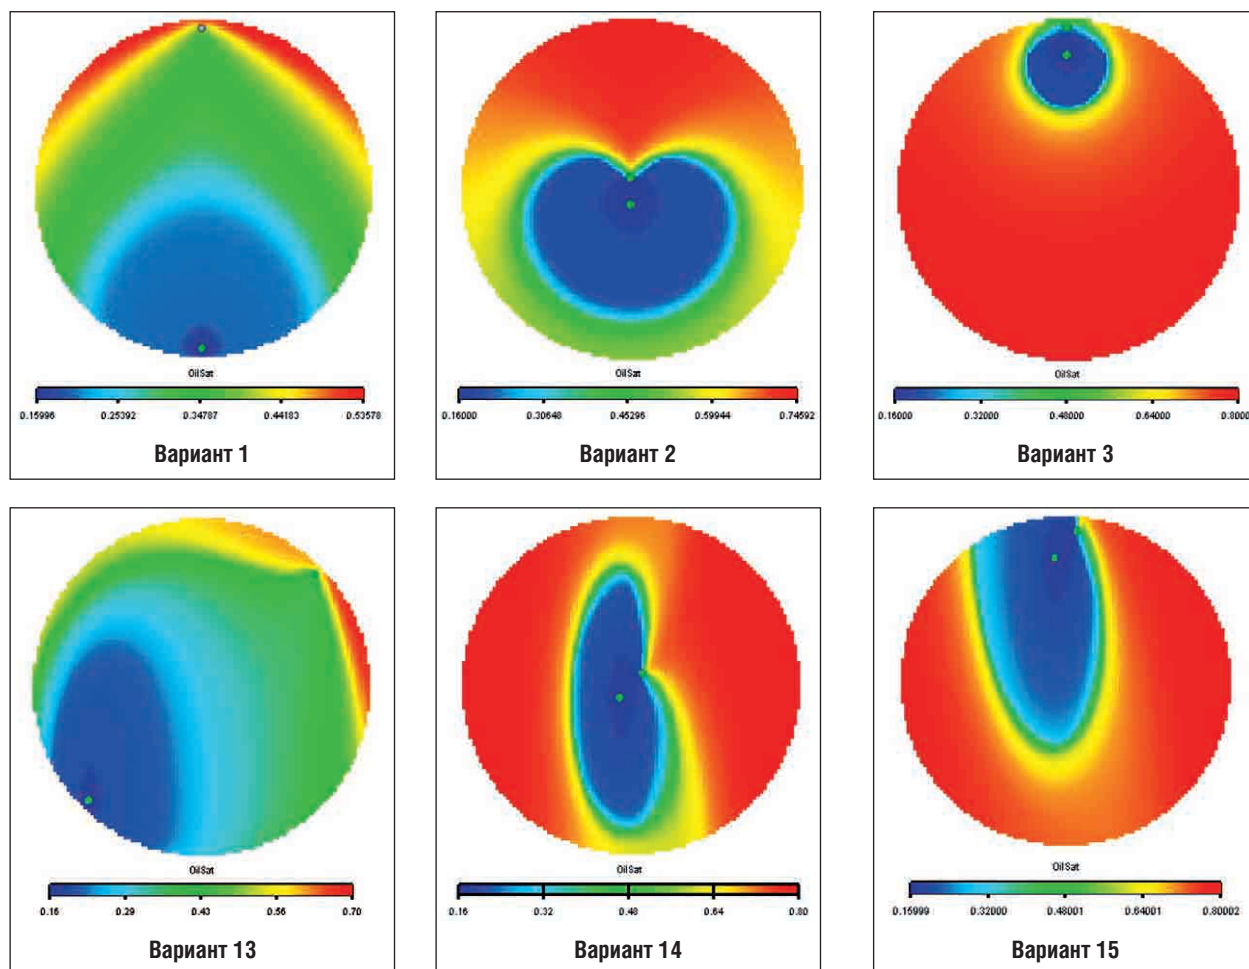 OilSat
0.15996 0.25392 0.34787 0.44183 0.53578
Вариант 1
OilSat
0.16000 0.30648 0.45296 0.59944 0.74592
Вариант 2
OilSat
0.16000 0.32000 0.48000 0.64000 0.8000
Вариант 3
OilSat
0.16 0.29 0.43 0.56 0.70
Вариант 13
OilSat
0.16 0.32 0.48 0.64 0.80
Вариант 14
OilSat
0.15999 0.32000 0.48001 0.64001 0.80002
Вариант 15